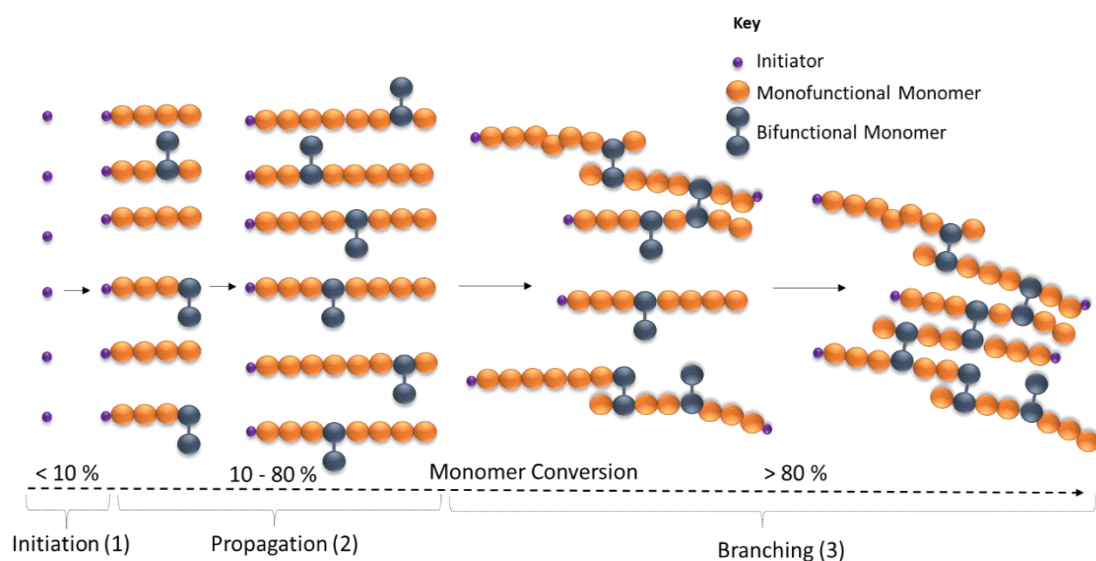 Key
Initiator
Monofunctional Monomer
Bifunctional Monomer
< 10 %
10 - 80 %
Monomer Conversion
> 80 %
Initiation (1)
Propagation (2)
Branching (3)